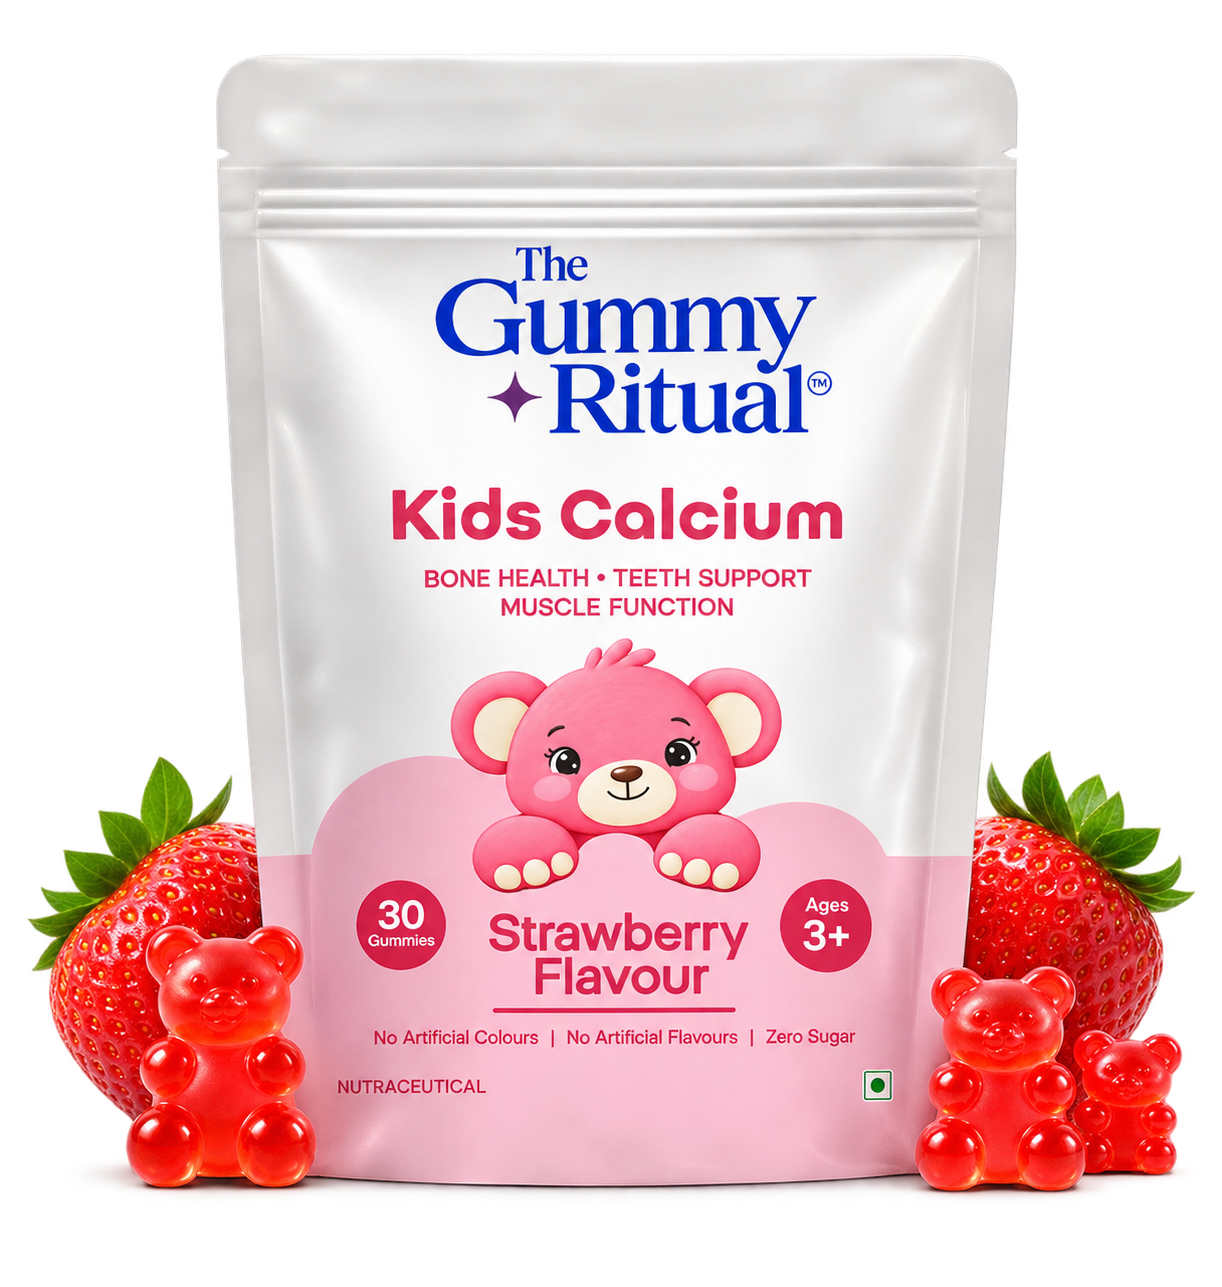 The
Gummy
Ritual™
Kids Calcium
BONE HEALTH • TEETH SUPPORT
MUSCLE FUNCTION
30
Gummies
Ages
3+
Strawberry
Flavour
No Artificial Colours | No Artificial Flavours | Zero Sugar
NUTRACEUTICAL